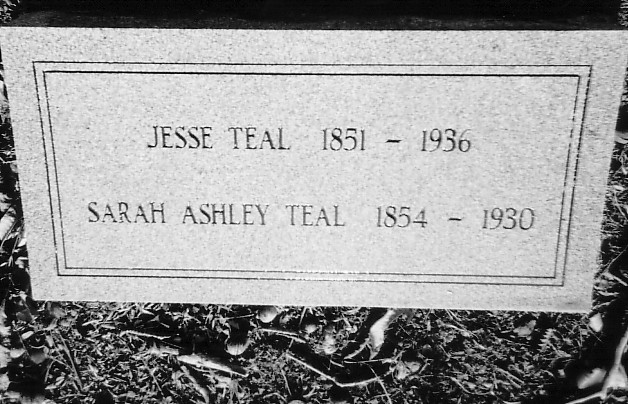 JESSE TEAL 1851 - 1936
SARAH ASHLEY TEAL 1854 - 1930